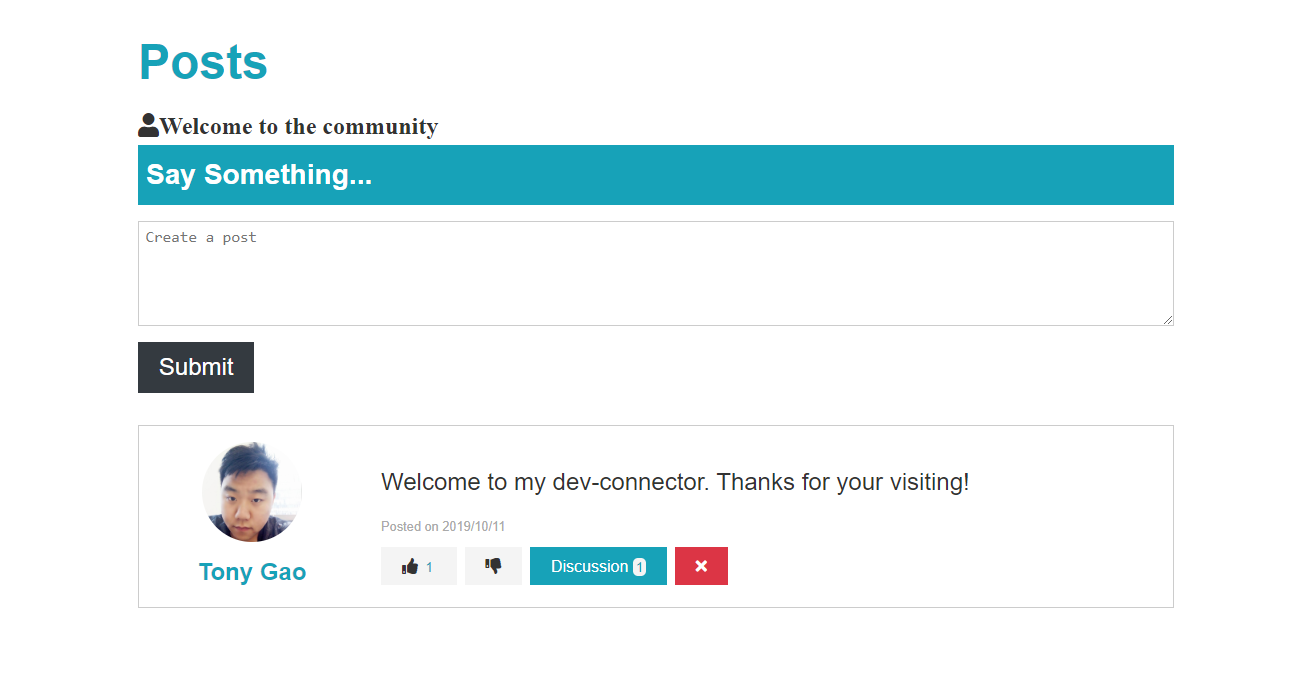 Posts
Welcome to the community
Say Something...
Create a post
Submit
Welcome to my dev-connector. Thanks for your visiting!
Posted on 2019/10/11
1
Discussion 1
Tony Gao